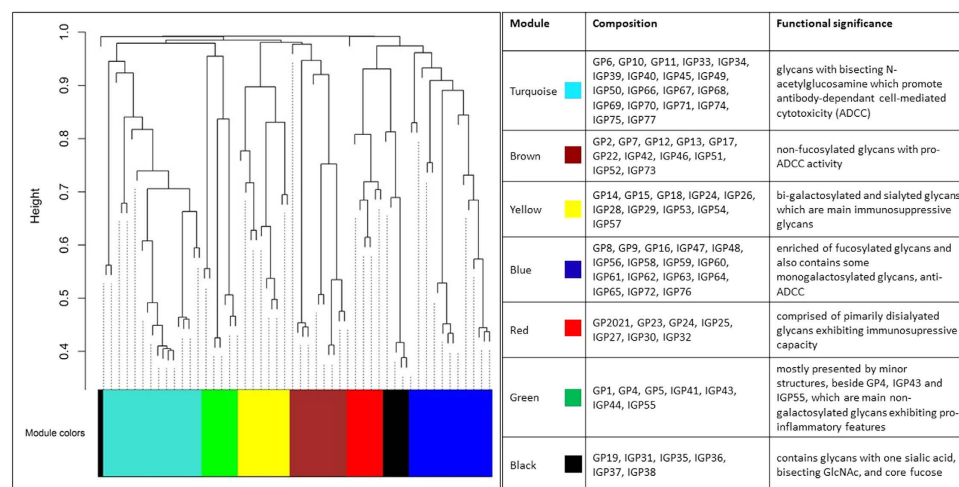 1.0
0.9
0.8
0.7
0.6
0.5
0.4
Height
Module colors
Module
Composition
Functional significance
Turquoise
GP6, GP10, GP11, IGP33, IGP34,
IGP39, IGP40, IGP45, IGP49,
IGP50, IGP66, IGP67, IGP68,
IGP69, IGP70, IGP71, IGP74,
IGP75, IGP77
glycans with bisecting N-
acetylglucosamine which promote
antibody-dependant cell-mediated
cytotoxicity (ADCC)
Brown
GP2, GP7, GP12, GP13, GP17,
GP22, IGP42, IGP46, IGP51,
IGP52, IGP73
non-fucosylated glycans with pro-
ADCC activity
Yellow
GP14, GP15, GP18, IGP24, IGP26,
IGP28, IGP29, IGP53, IGP54,
IGP57
bi-galactosylated and sialyted glycans
which are main immunosuppressive
glycans
Blue
GP8, GP9, GP16, IGP47, IGP48,
IGP56, IGP58, IGP59, IGP60,
IGP61, IGP62, IGP63, IGP64,
IGP65, IGP72, IGP76
enriched of fucosylated glycans and
also contains some
monogalactosylated glycans, anti-
ADCC
Red
GP2021, GP23, GP24, IGP25,
IGP27, IGP30, IGP32
comprised of pimarily disialyated
glycans exhibiting immunosupressive
capacity
Green
GP1, GP4, GP5, IGP41, IGP43,
IGP44, IGP55
mostly presented by minor
structures, beside GP4, IGP43 and
IGP55, which are main non-
galactosylated glycans exhibiting pro-
inflammatory features
Black
GP19, IGP31, IGP35, IGP36,
IGP37, IGP38
contains glycans with one sialic acid,
bisecting GlcNAc, and core fucose